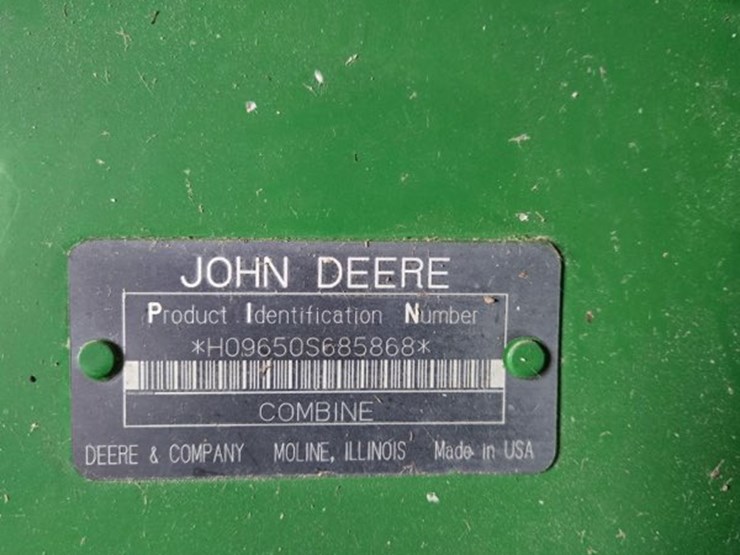 JOHN DEERE
Product Identification Number
*H09650S685868*
COMBINE
DEERE & COMPANY MOLINE, ILLINOIS Made in USA